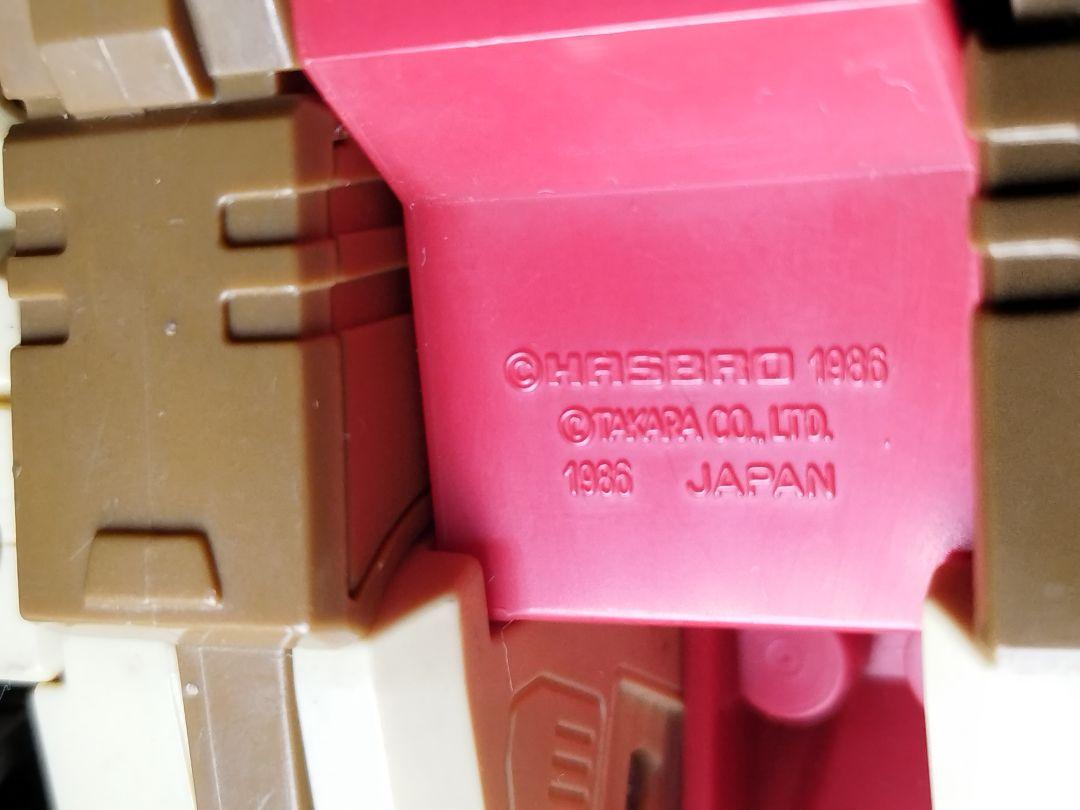 ©HASBRO 1986
©TAKARA CO., LTD.
1986 JAPAN